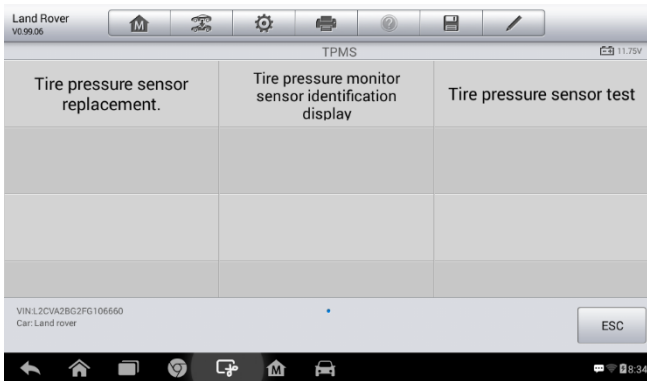 Land Rover
V0.99.06
TPMS
11.75V
Tire pressure sensor
replacement.
Tire pressure monitor
sensor identification
display
Tire pressure sensor test
VIN:L2CVA2BG2FG106660
Car: Land rover
ESC
M
M
8:34